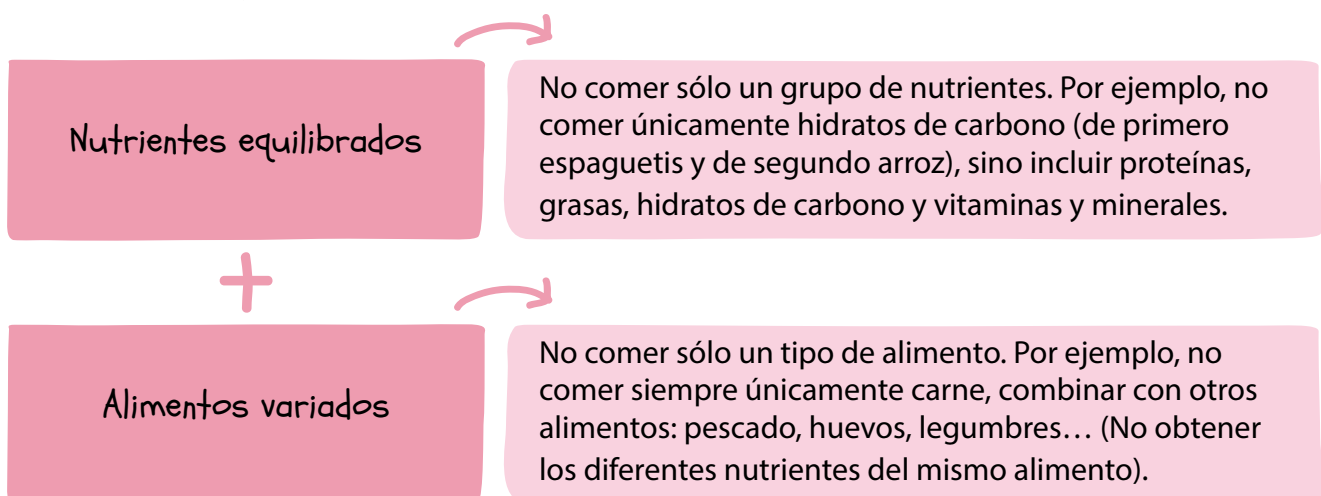 Nutrientes equilibrados
No comer sólo un grupo de nutrientes. Por ejemplo, no
comer únicamente hidratos de carbono (de primero
espaguetis y de segundo arroz), sino incluir proteínas,
grasas, hidratos de carbono y vitaminas y minerales.
+
Alimentos variados
No comer sólo un tipo de alimento. Por ejemplo, no
comer siempre únicamente carne, combinar con otros
alimentos: pescado, huevos, legumbres… (No obtener
los diferentes nutrientes del mismo alimento).